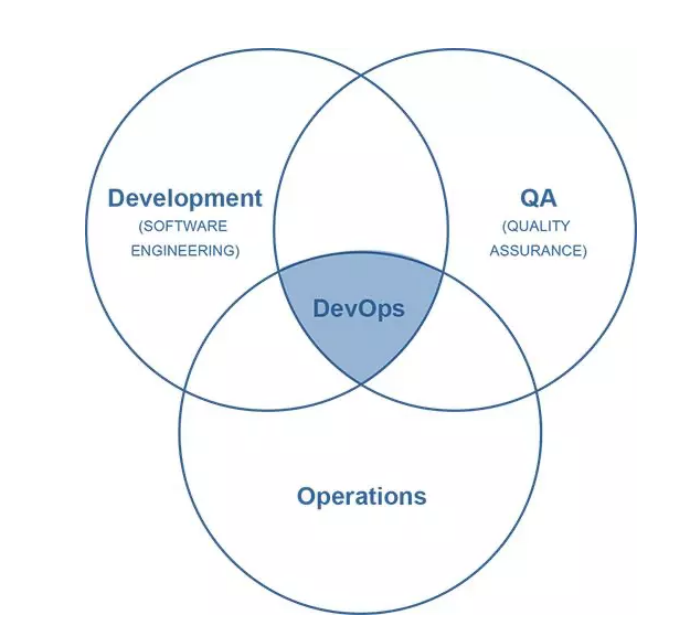 Development
(SOFTWARE
ENGINEERING)
QA
(QUALITY
ASSURANCE)
DevOps
Operations